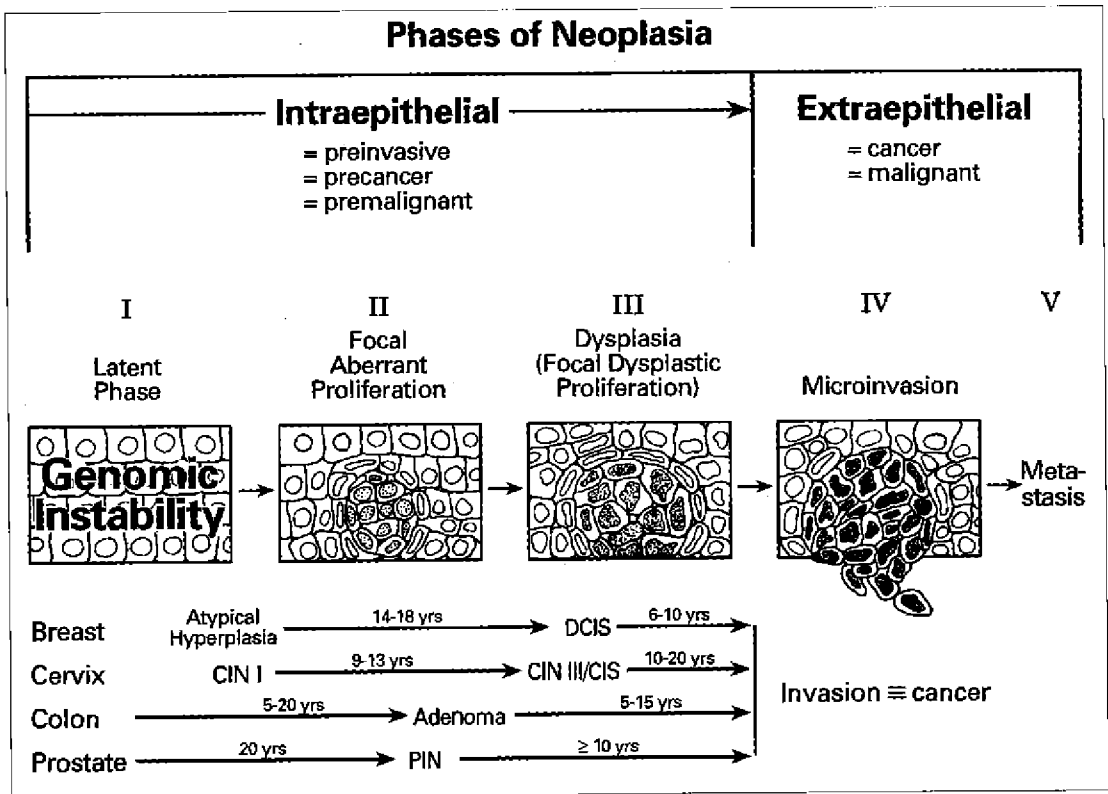 Phases of Neoplasia
Intraepithelial
= preinvasive
= precancer
= premalignant
Extraepithelial
= cancer
= malignant
I
Latent
Phase
II
Focal
Aberrant
Proliferation
III
Dysplasia
(Focal Dysplastic
Proliferation)
IV
Microinvasion
V
Genomic
Instability
Meta-
stasis
Breast Atypical Hyperplasia 14-18 yrs DCIS 6-10 yrs
Cervix CIN I 9-13 yrs CIN III/CIS 10-20 yrs
Colon 5-20 yrs Adenoma 5-15 yrs
Prostate 20 yrs PIN ≥ 10 yrs
Invasion ≡ cancer